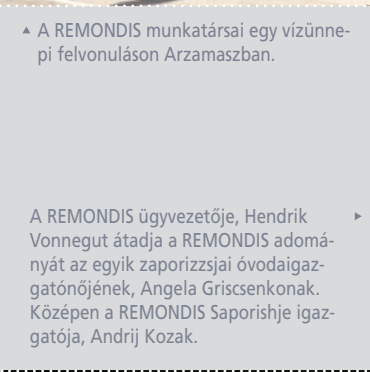 A REMONDIS munkatársai egy vízünne-
pi felvonuláson Arzamaszban.
A REMONDIS ügyvezetője, Hendrik
Vonnegut átadja a REMONDIS adomá-
nyát az egyik zaporizzsjai óvodaigaz-
gatónőjének, Angela Griscsenkonak.
Középen a REMONDIS Saporishje igaz-
gatója, Andrij Kozak.